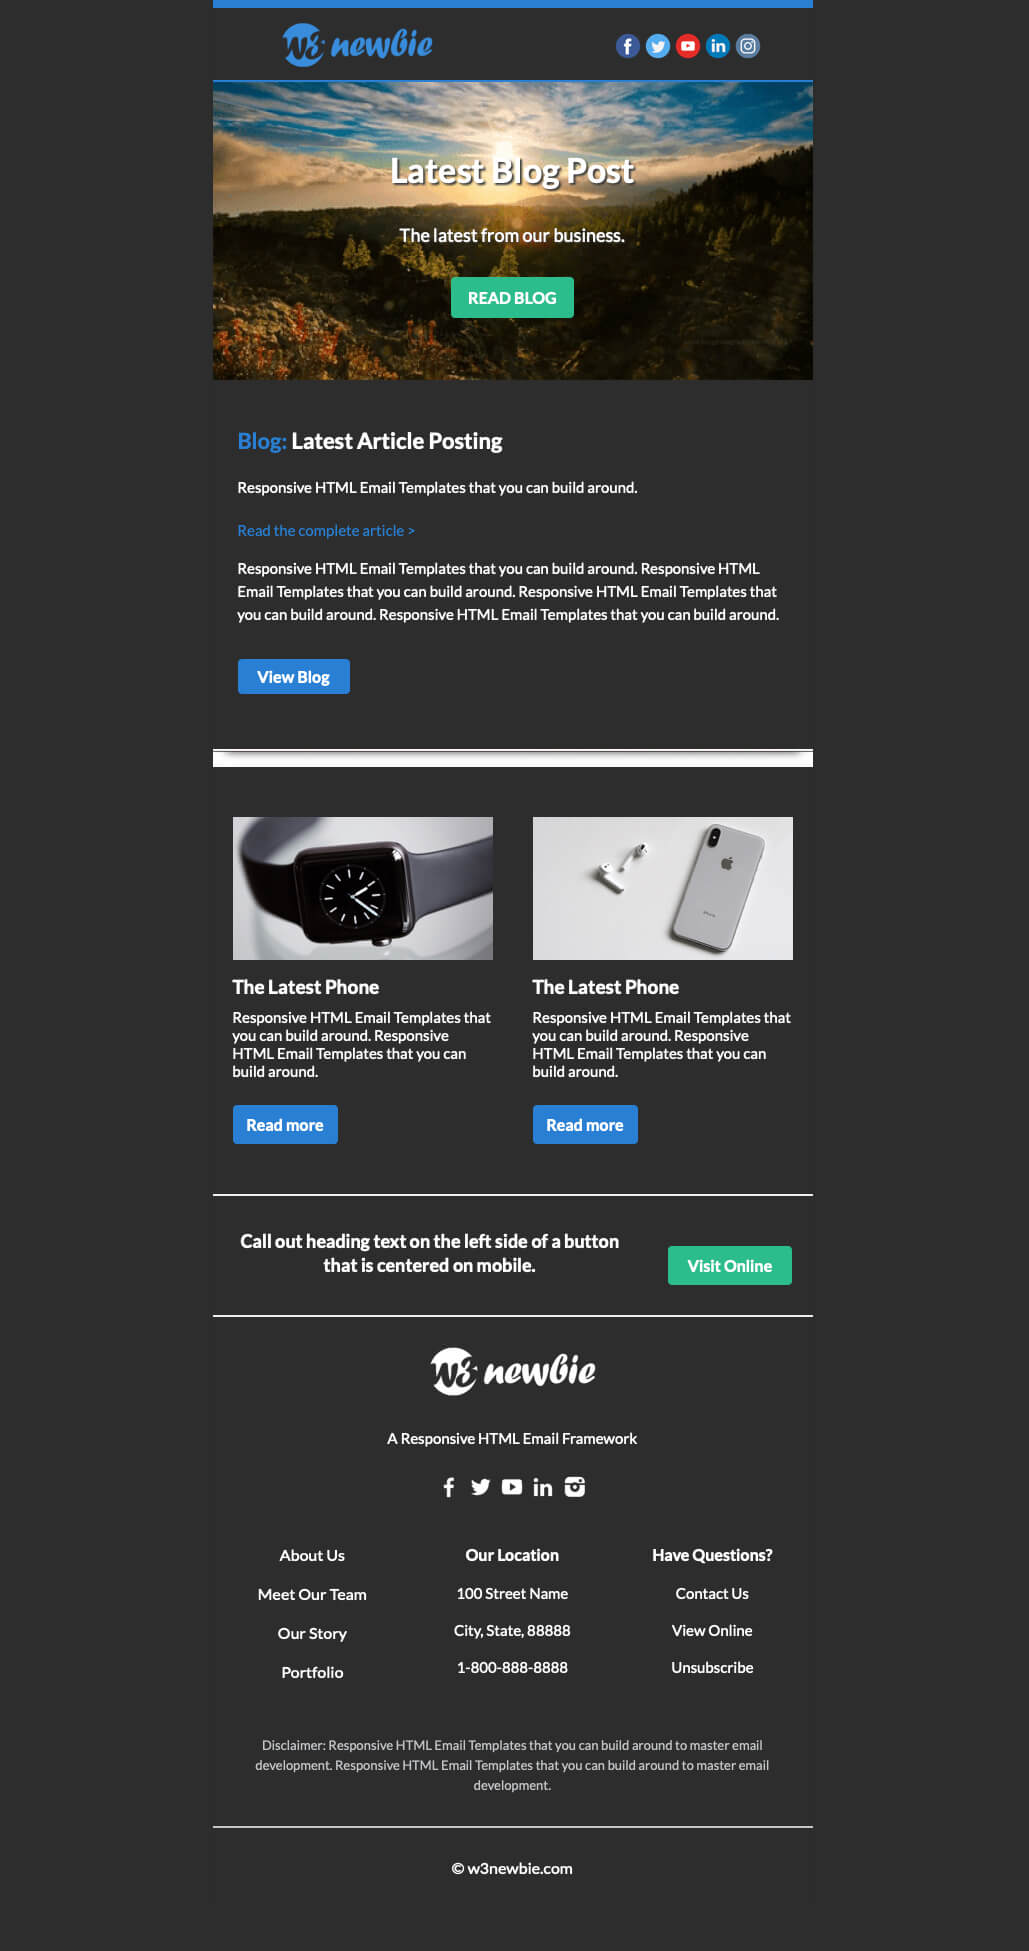 W3 newbie
Latest Blog Post
The latest from our business.
READ BLOG
Blog: Latest Article Posting
Responsive HTML Email Templates that you can build around.
Read the complete article >
Responsive HTML Email Templates that you can build around. Responsive HTML
Email Templates that you can build around. Responsive HTML Email Templates that
you can build around. Responsive HTML Email Templates that you can build around.
View Blog
The Latest Phone
Responsive HTML Email Templates that
you can build around. Responsive
HTML Email Templates that you can
build around.
Read more
iPhone
The Latest Phone
Responsive HTML Email Templates that
you can build around. Responsive
HTML Email Templates that you can
build around.
Read more
Call out heading text on the left side of a button
that is centered on mobile.
Visit Online
W3 newbie
A Responsive HTML Email Framework
About Us
Meet Our Team
Our Story
Portfolio
Our Location
100 Street Name
City, State, 88888
1-800-888-8888
Have Questions?
Contact Us
View Online
Unsubscribe
Disclaimer: Responsive HTML Email Templates that you can build around to master email
development. Responsive HTML Email Templates that you can build around to master email
development.
© w3newbie.com